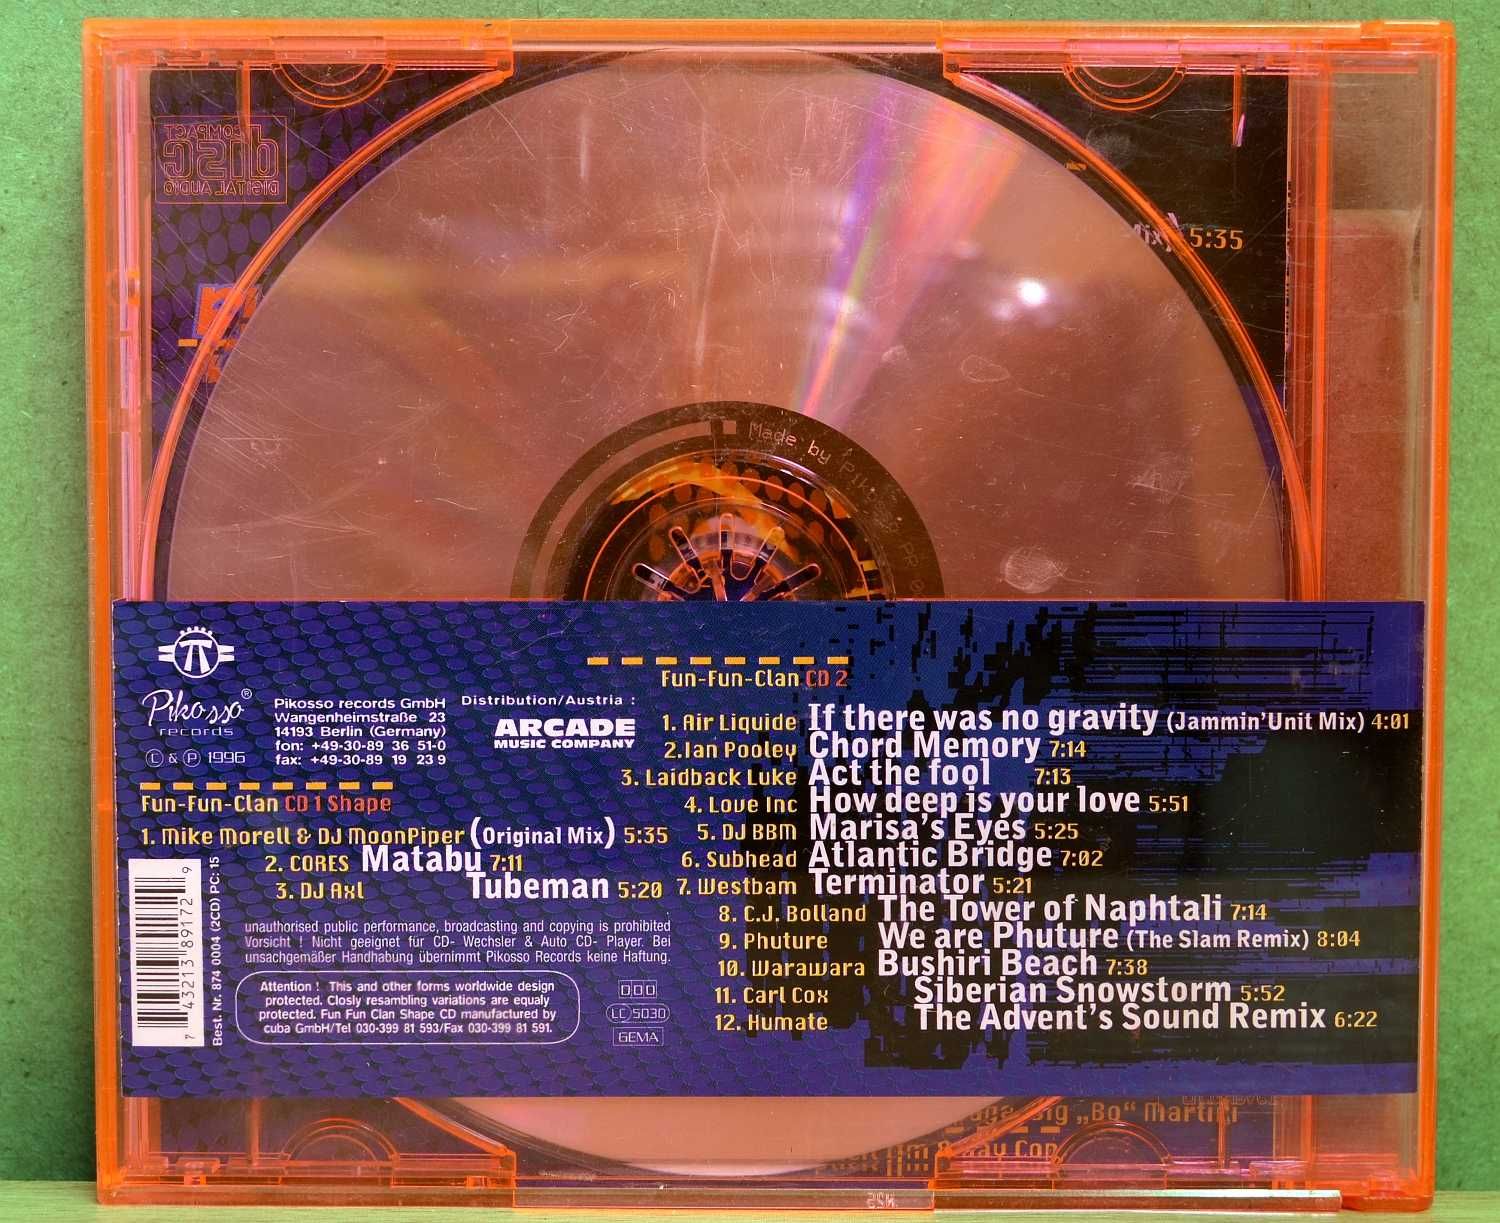 COMPACT
disc
DIGITAL AUDIO
5:35
Made by Pikosso
π
Pikosso ®
records
Ⓒ & Ⓟ 1996
Pikosso records GmbH
Wangenheimstraße 23
14193 Berlin (Germany)
fon: +49-30-89 36 51-0
fax: +49-30-89 19 23 9
Distribution/Austria :
ARCADE
MUSIC COMPANY
Fun-Fun-Clan CD 1 Shape
1. Mike Morell & DJ MoonPiper (Original Mix) 5:35
2. CORES Matabu 7:11
3. DJ Axl Tubeman 5:20
unauthorised public performance, broadcasting and copying is prohibited
Vorsicht ! Nicht geeignet für CD- Wechsler & Auto CD- Player. Bei
unsachgemäßer Handhabung übernimmt Pikosso Records keine Haftung.
Attention ! This and other forms worldwide design
protected. Closly resambling variations are equaly
protected. Fun Fun Clan Shape CD manufactured by
cuba GmbH/Tel 030-399 81 593/Fax 030-399 81 591.
DDD
LC 5030
GEMA
7 43213 89172 9
Best. Nr. 874 0004 (2CD) PC: 15
Fun-Fun-Clan CD 2
1. Air Liquide If there was no gravity (Jammin'Unit Mix) 4:01
2.Ian Pooley Chord Memory 7:14
3. Laidback Luke Act the fool 7:13
4. Love Inc How deep is your love 5:51
5. DJ BBM Marisa's Eyes 5:25
6. Subhead Atlantic Bridge 7:02
7. Westbam Terminator 5:21
8. C.J. Bolland The Tower of Naphtali 7:14
9. Phuture We are Phuture (The Slam Remix) 8:04
10. Warawara Bushiri Beach 7:38
11. Carl Cox Siberian Snowstorm 5:52
12. Humate The Advent's Sound Remix 6:22
Big „Bo“ Martini